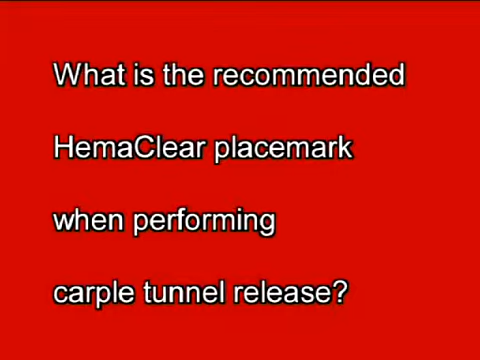 What is the recommended
HemaClear placemark
when performing
carple tunnel release?